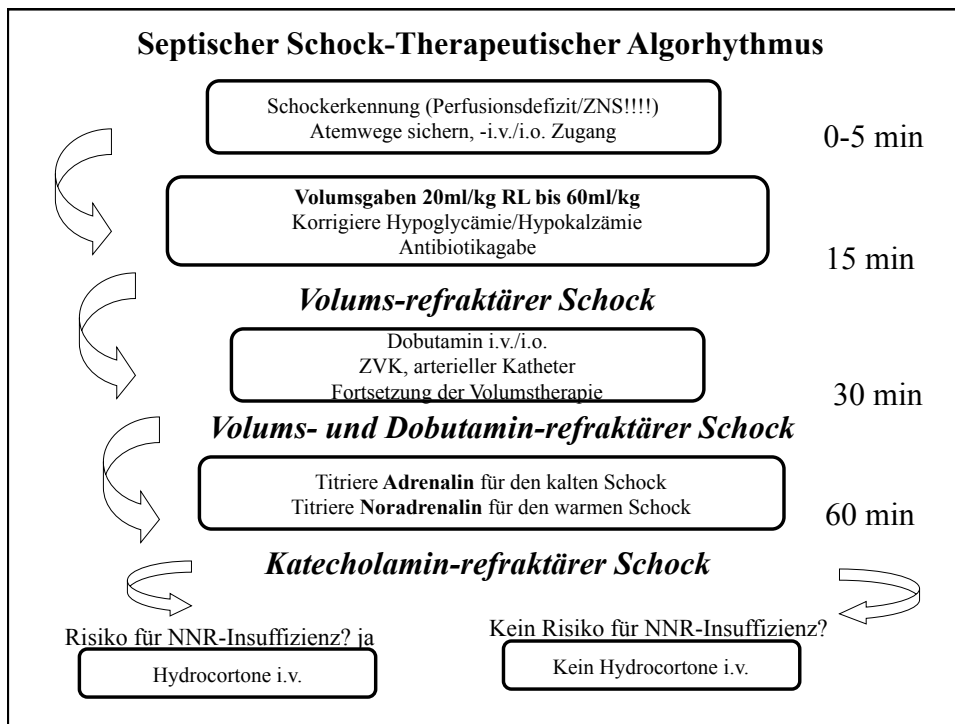 Septischer Schock-Therapeutischer Algorhythmus
Schockerkennung (Perfusionsdefizit/ZNS!!!!)
Atemwege sichern, -i.v./i.o. Zugang
0-5 min
Volumsgaben 20ml/kg RL bis 60ml/kg
Korrigiere Hypoglycämie/Hypokalzämie
Antibiotikagabe
15 min
Volums-refraktärer Schock
Dobutamin i.v./i.o.
ZVK, arterieller Katheter
Fortsetzung der Volumstherapie
30 min
Volums- und Dobutamin-refraktärer Schock
Titriere Adrenalin für den kalten Schock
Titriere Noradrenalin für den warmen Schock
60 min
Katecholamin-refraktärer Schock
Risiko für NNR-Insuffizienz? ja
Hydrocortone i.v.
Kein Risiko für NNR-Insuffizienz?
Kein Hydrocortone i.v.